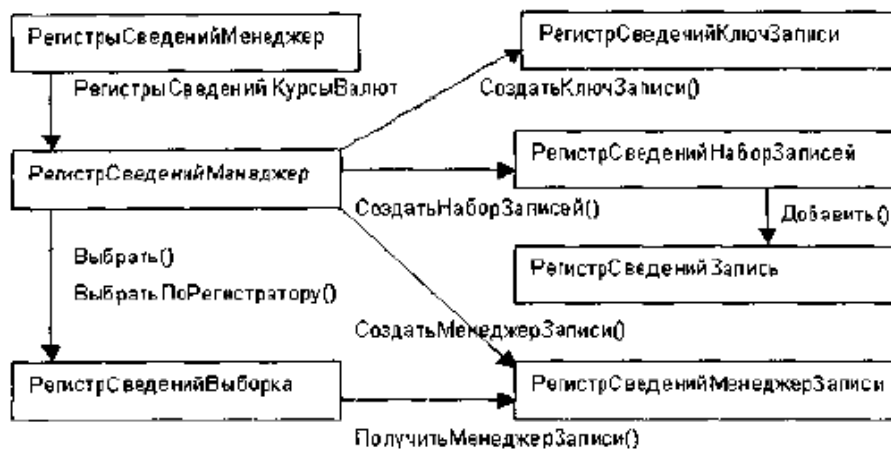 РегистрыСведенийМенеджер
РегистрСведенийКлючЗаписи
РегистрыСведений.КурсыВалют
СоздатьКлючЗаписи()
РегистрСведенийМенеджер
РегистрСведенийНаборЗаписей
СоздатьНаборЗаписей()
Добавить()
Выбрать()
ВыбратьПоРегистратору()
РегистрСведенийЗапись
СоздатьМенеджерЗаписи()
РегистрСведенийВыборка
РегистрСведенийМенеджерЗаписи
ПолучитьМенеджерЗаписи()